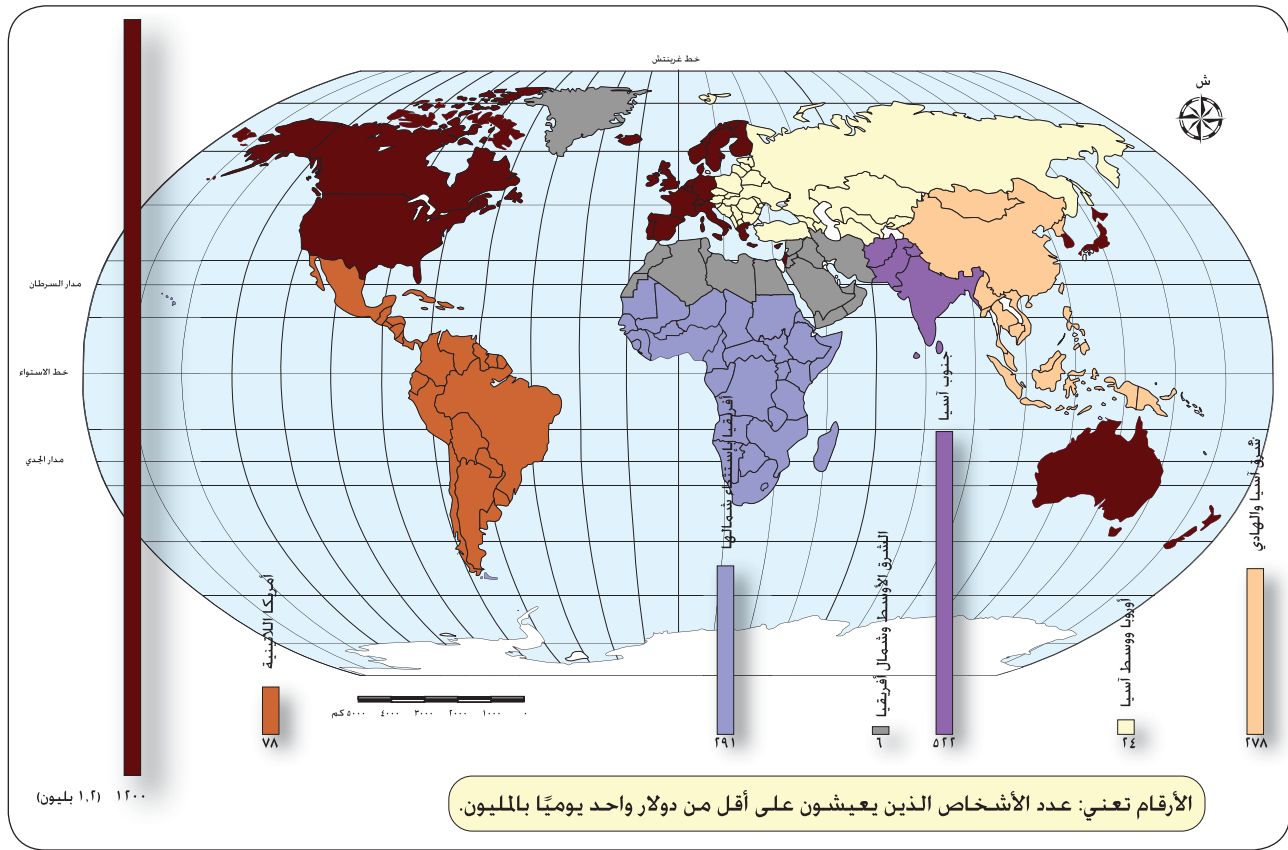 خط غرينتش
ش
مدار السرطان
خط الاستواء
مدار الجدي
جنوب آسيا
أفريقيا بإستثناء شمالها
شرق آسيا والهادي
الشرق الأوسط وشمال أفريقيا
أمريكا اللاتينية
أوروبا ووسط آسيا
٥٠٠٠ كم ٤٠٠٠ ٣٠٠٠ ٢٠٠٠ ١٠٠٠ ٠
٧٨
٢٩١
٦
٥٢٢
٢٤
٢٧٨
١٢٠٠ (١,٢ بليون)
الأرقام تعني: عدد الأشخاص الذين يعيشون على أقل من دولار واحد يوميًا بالمليون.